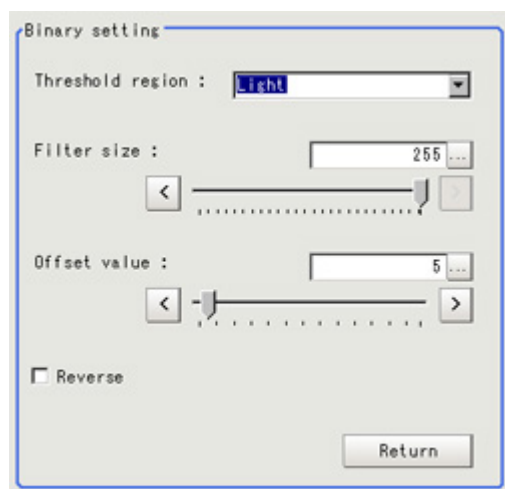 Binary setting
Threshold region : Light
Filter size : 255 ...
< >
Offset value : 5 ...
< >
Reverse
Return